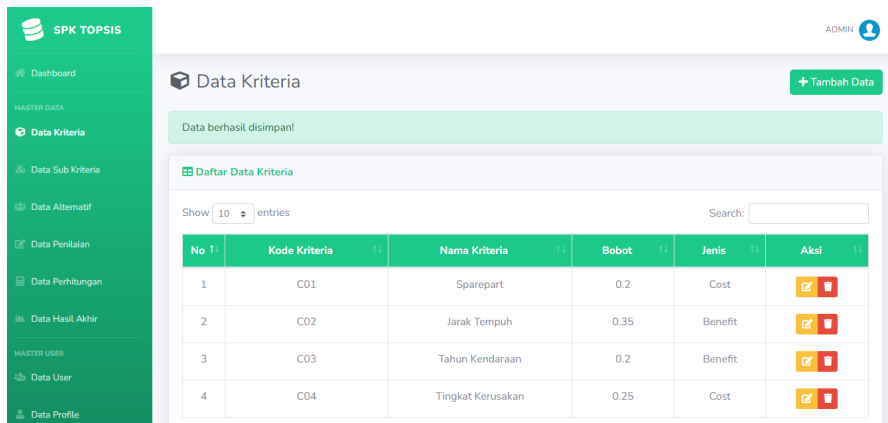 SPK TOPSIS
ADMIN
Dashboard
MASTER DATA
Data Kriteria
Data Sub Kriteria
Data Alternatif
Data Penilaian
Data Perhitungan
Data Hasil Akhir
MASTER USER
Data User
Data Profile
Data Kriteria
Tambah Data
Data berhasil disimpan!
Daftar Data Kriteria
Show 10 entries Search:
No Kode Kriteria Nama Kriteria Bobot Jenis Aksi
1 C01 Sparepart 0.2 Cost
2 C02 Jarak Tempuh 0.35 Benefit
3 C03 Tahun Kendaraan 0.2 Benefit
4 C04 Tingkat Kerusakan 0.25 Cost